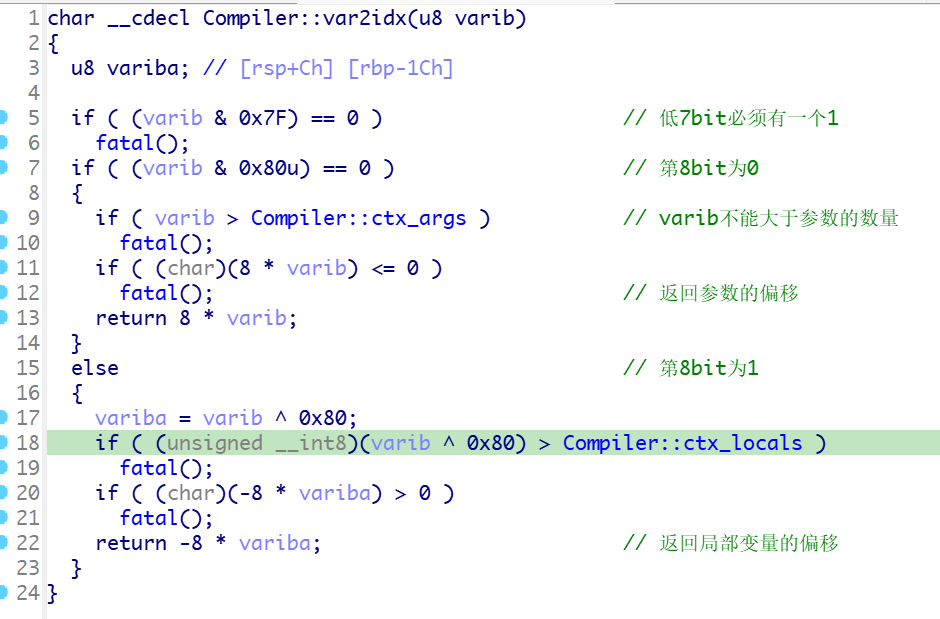 1 char __cdecl Compiler::var2idx(u8 varib)
2 {
3   u8 variba; // [rsp+Ch] [rbp-1Ch]
4
5   if ( (varib & 0x7F) == 0 )                    // 低7bit必须有一个1
6     fatal();
7   if ( (varib & 0x80u) == 0 )                   // 第8bit为0
8   {
9     if ( varib > Compiler::ctx_args )           // varib不能大于参数的数量
10       fatal();
11     if ( (char)(8 * varib) <= 0 )
12       fatal();                                  // 返回参数的偏移
13     return 8 * varib;
14   }
15   else                                          // 第8bit为1
16   {
17     variba = varib ^ 0x80;
18     if ( (unsigned __int8)(varib ^ 0x80) > Compiler::ctx_locals )
19       fatal();
20     if ( (char)(-8 * variba) > 0 )
21       fatal();
22     return -8 * variba;                         // 返回局部变量的偏移
23   }
24 }